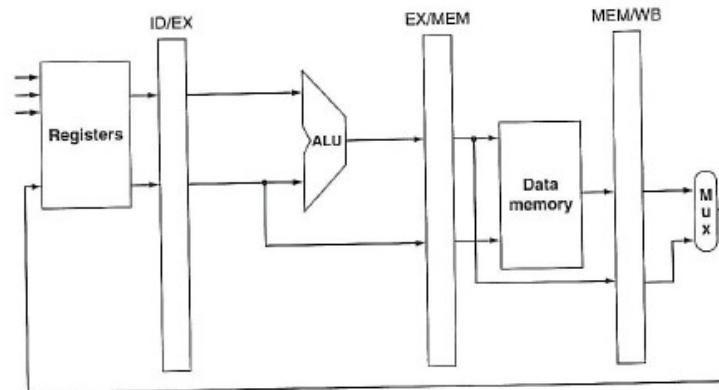 ID/EX
EX/MEM
MEM/WB
Registers
ALU
Data
memory
M
u
x